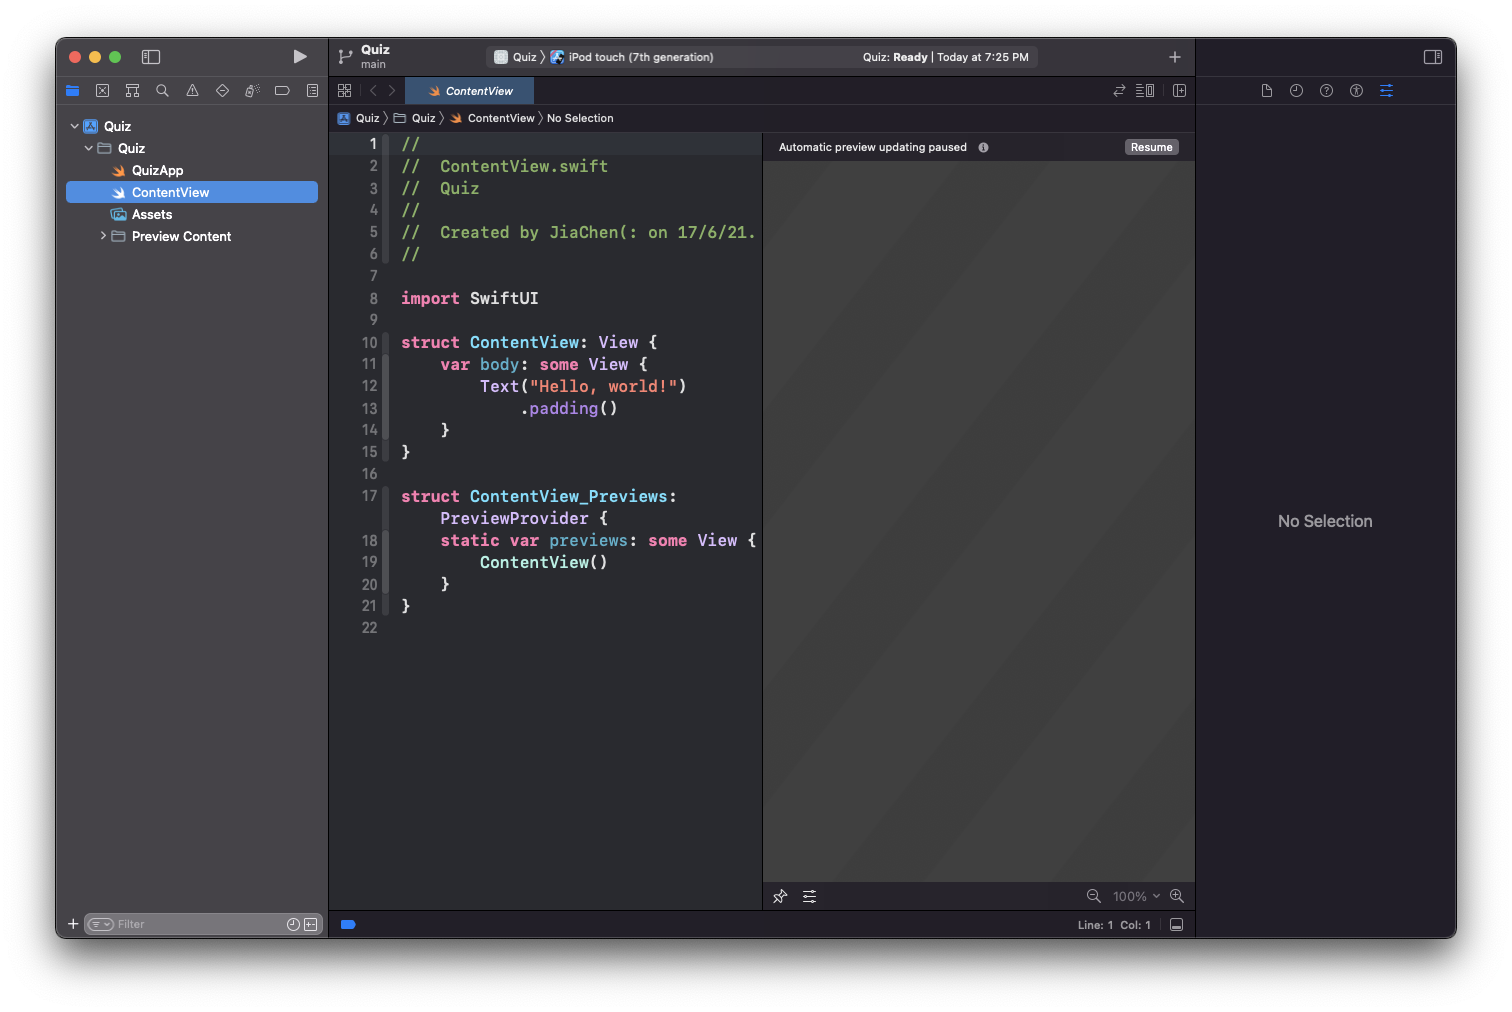 Quiz
main
Quiz
iPod touch (7th generation)
Quiz: Ready | Today at 7:25 PM
ContentView
Quiz
Quiz
ContentView
No Selection
Quiz
Quiz
QuizApp
ContentView
Assets
Preview Content
Filter
1 //
2 //  ContentView.swift
3 //  Quiz
4 //
5 //  Created by JiaChen(: on 17/6/21.
6 //
7
8 import SwiftUI
9
10 struct ContentView: View {
11     var body: some View {
12         Text("Hello, world!")
13             .padding()
14     }
15 }
16
17 struct ContentView_Previews:
    PreviewProvider {
18     static var previews: some View {
19         ContentView()
20     }
21 }
22
Automatic preview updating paused
Resume
100%
Line: 1 Col: 1
No Selection